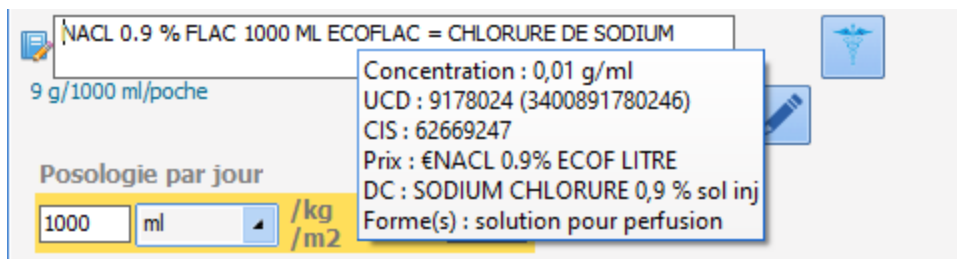 NACL 0.9 % FLAC 1000 ML ECOFLAC = CHLORURE DE SODIUM
9 g/1000 ml/poche
Concentration : 0,01 g/ml
UCD : 9178024 (3400891780246)
CIS : 62669247
Prix : €NACL 0.9% ECOF LITRE
DC : SODIUM CHLORURE 0,9 % sol inj
Forme(s) : solution pour perfusion
Posologie par jour
1000 ml /kg
/m2